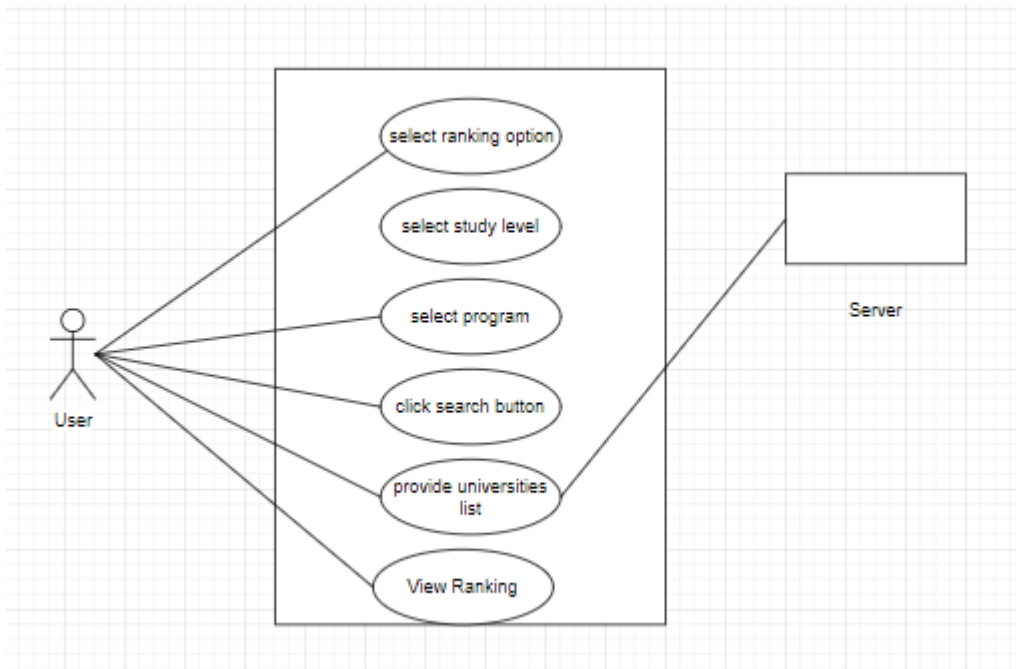 select ranking option
select study level
select program
Server
click search button
User
provide universities
list
View Ranking